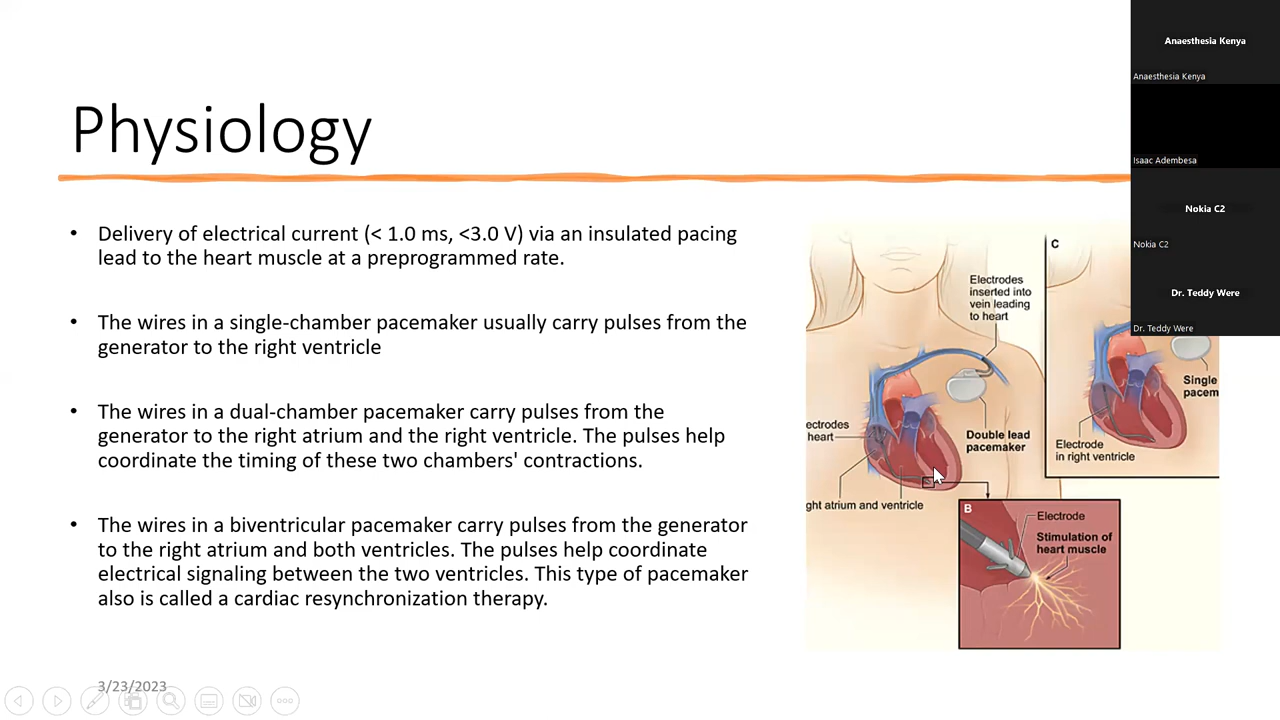 Physiology
• Delivery of electrical current (< 1.0 ms, <3.0 V) via an insulated pacing
lead to the heart muscle at a preprogrammed rate.
• The wires in a single-chamber pacemaker usually carry pulses from the
generator to the right ventricle
• The wires in a dual-chamber pacemaker carry pulses from the
generator to the right atrium and the right ventricle. The pulses help
coordinate the timing of these two chambers' contractions.
• The wires in a biventricular pacemaker carry pulses from the generator
to the right atrium and both ventricles. The pulses help coordinate
electrical signaling between the two ventricles. This type of pacemaker
also is called a cardiac resynchronization therapy.
3/23/2023
Electrodes
inserted into
vein leading
to heart
Double lead
pacemaker
ectrodes
heart
ght atrium and ventricle
C
Single
pacem
Electrode
in right ventricle
B
Electrode
Stimulation of
heart muscle
Anaesthesia Kenya
Anaesthesia Kenya
Isaac Adembesa
Nokia C2
Nokia C2
Dr. Teddy Were
Dr. Teddy Were